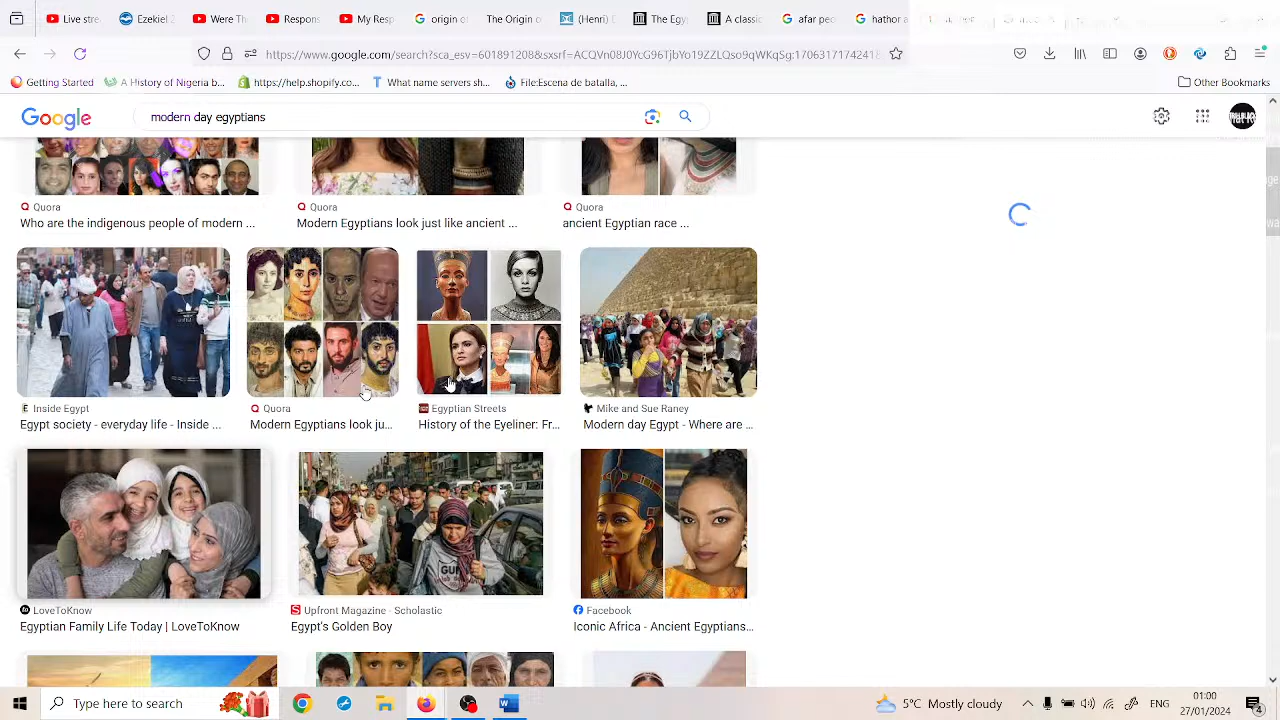 Live stre
Ezekiel 2
Were The
Respons
My Resp
origin of
The Origin o
(Henri) E
The Egy
A classic
afar peo
hathor
https://www.google.com/search?sca_esv=601891208&sxsrf=ACQVn08J0YcG96TjbYo19ZZLQso9qWKqSg:1706317174241
Getting Started
A History of Nigeria b...
https://help.shopify.co...
What name servers sh...
File:Escena de batalla, ...
Other Bookmarks
Google
modern day egyptians
Quora
Quora
Quora
Who are the indigenous people of modern ...
Modern Egyptians look just like ancient ...
ancient Egyptian race ...
Inside Egypt
Quora
Egyptian Streets
Mike and Sue Raney
Egypt society - everyday life - Inside ...
Modern Egyptians look ju...
History of the Eyeliner: Fr...
Modern day Egypt - Where are ...
LoveToKnow
Upfront Magazine - Scholastic
Facebook
Egyptian Family Life Today | LoveToKnow
Egypt's Golden Boy
Iconic Africa - Ancient Egyptians...
Type here to search
5°C Mostly cloudy
ENG
01:00
27/01/2024
4